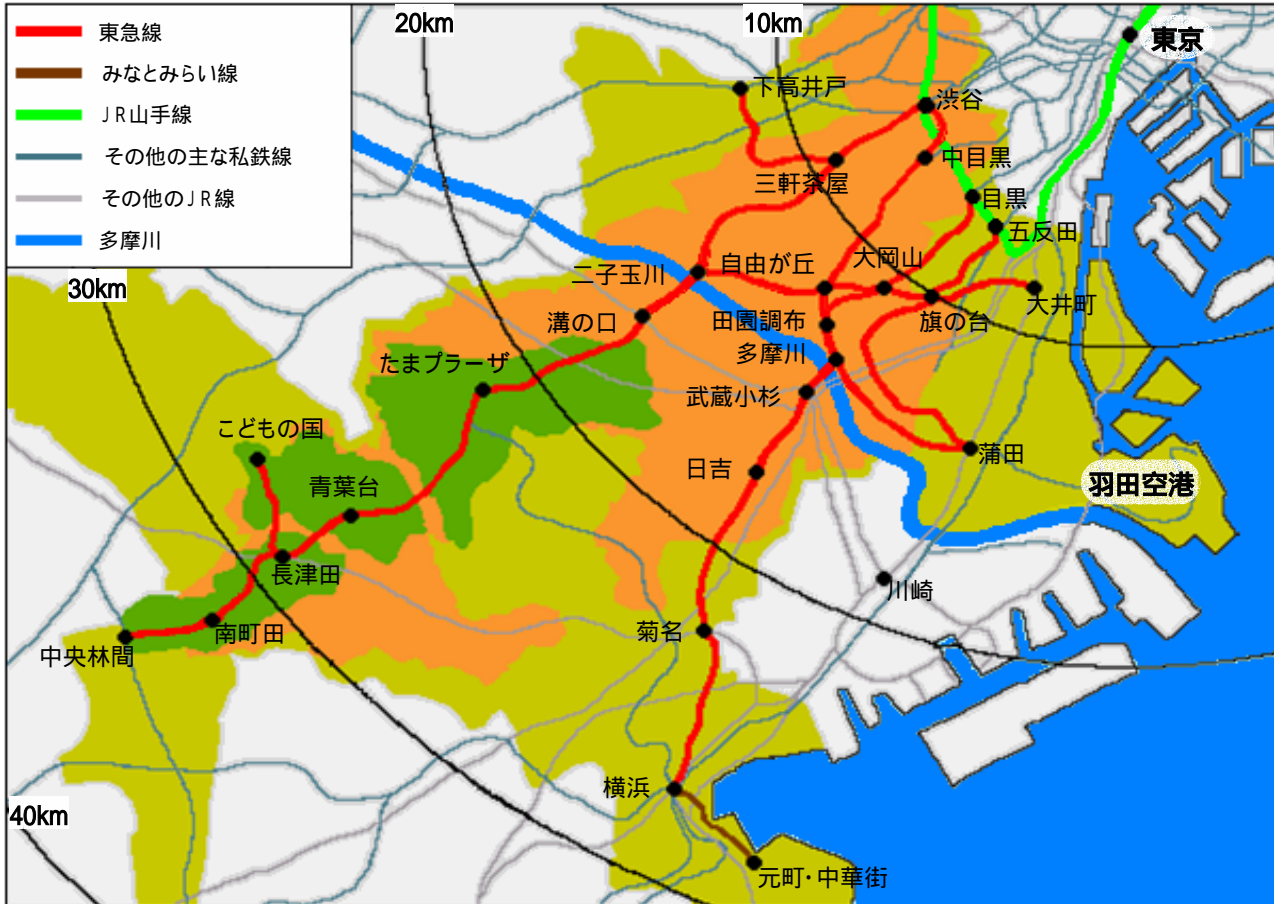 東急線
みなとみらい線
JR山手線
その他の主な私鉄線
その他のJR線
多摩川
20km
10km
東京
下高井戸
渋谷
中目黒
三軒茶屋
目黒
五反田
大岡山
自由が丘
二子玉川
30km
大井町
旗の台
溝の口
田園調布
多摩川
たまプラーザ
武蔵小杉
こどもの国
蒲田
日吉
羽田空港
青葉台
長津田
川崎
南町田
菊名
中央林間
横浜
40km
元町・中華街